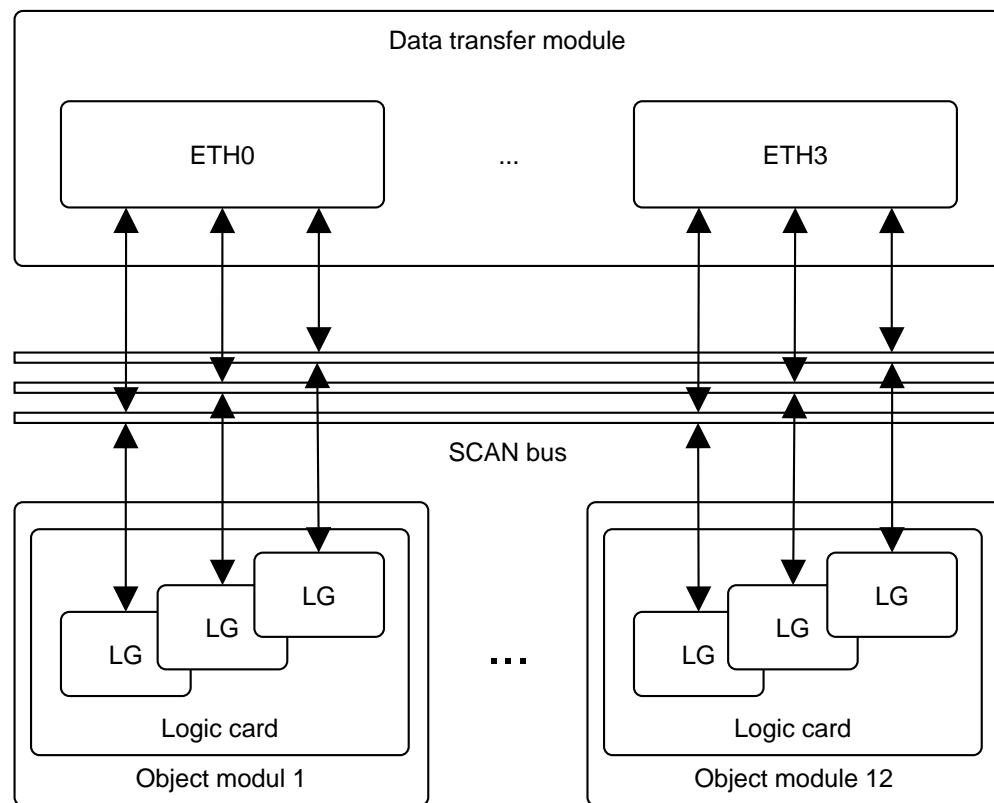 Data transfer module
ETH0 ... ETH3
SCAN bus
LG LG
LG LG
LG ... LG
Logic card Logic card
Object modul 1 Object module 12